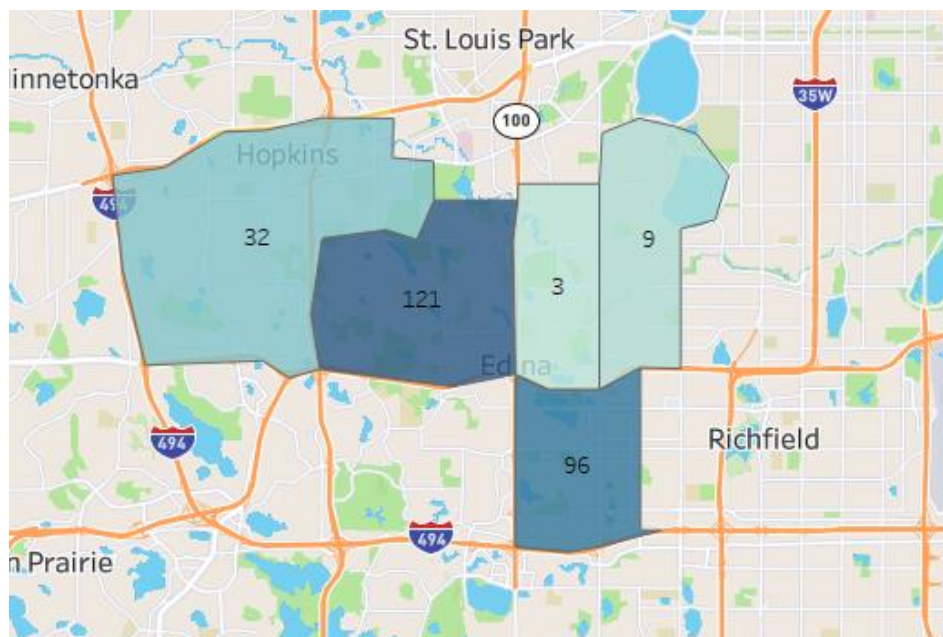 St. Louis Park
innetonka
35W
100
Hopkins
494
32
9
3
121
Edina
494
Richfield
96
494
n Prairie